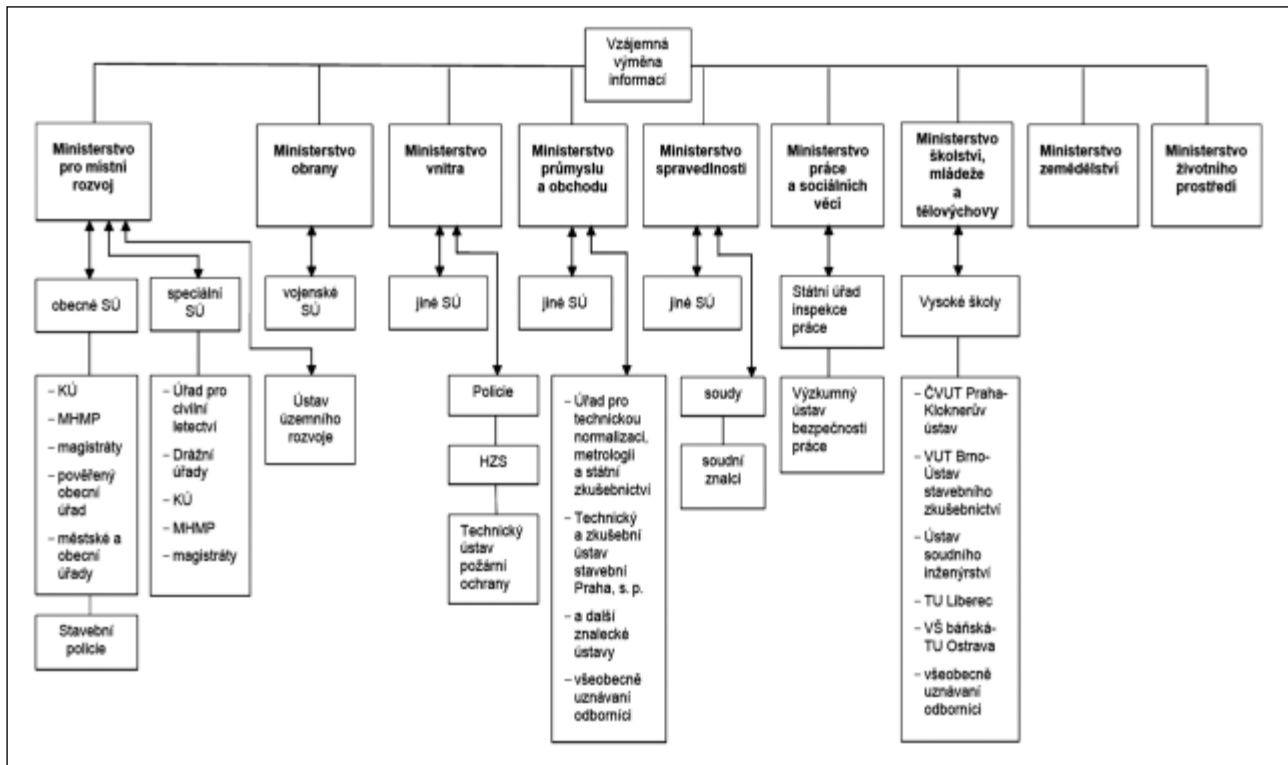 Vzájemná
výměna
informací
Ministerstvo
pro místní
rozvoj
Ministerstvo
obrany
Ministerstvo
vnitra
Ministerstvo
průmyslu
a obchodu
Ministerstvo
spravedlnosti
Ministerstvo
práce
a sociálních
věcí
Ministerstvo
školství,
mládeže
a
tělovýchovy
Ministerstvo
zemědělství
Ministerstvo
životního
prostředí
obecné SÚ
speciální
SÚ
vojenské
SÚ
jiné SÚ
jiné SÚ
jiné SÚ
Státní úřad
inspekce
práce
Vysoké školy
– KÚ
– MHMP
– magistráty
– pověřený
obecní
úřad
– městské a
obecní
úřady
Stavební
policie
– Úřad pro
civilní
letectví
– Drážní
úřady
– KÚ
– MHMP
– magistráty
Ústav
územního
rozvoje
Policie
HZS
Technický
ústav
požární
ochrany
– Úřad pro
technickou
normalizaci,
metrologii
a státní
zkušebnictví
– Technický
a zkušební
ústav
stavební
Praha, s. p.
– a další
znalecké
ústavy
– všeobecně
uznávaní
odborníci
soudy
soudní
znalci
Výzkumný
ústav
bezpečnosti
práce
– ČVUT Praha-
Kloknerův
ústav
– VUT Brno-
Ústav
stavebního
zkušebnictví
– Ústav
soudního
inženýrství
– TU Liberec
– VŠ báňská-
TU Ostrava
– všeobecně
uznávaní
odborníci